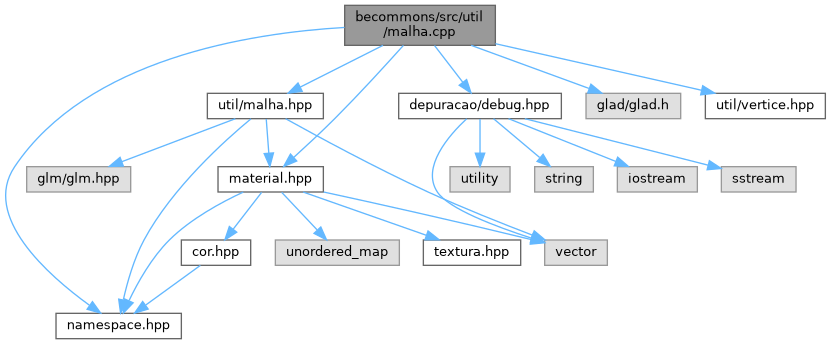 becommons/src/util
/malha.cpp
util/malha.hpp
depuracao/debug.hpp
glad/glad.h
util/vertice.hpp
glm/glm.hpp
material.hpp
utility
string
iostream
sstream
cor.hpp
unordered_map
textura.hpp
vector
namespace.hpp